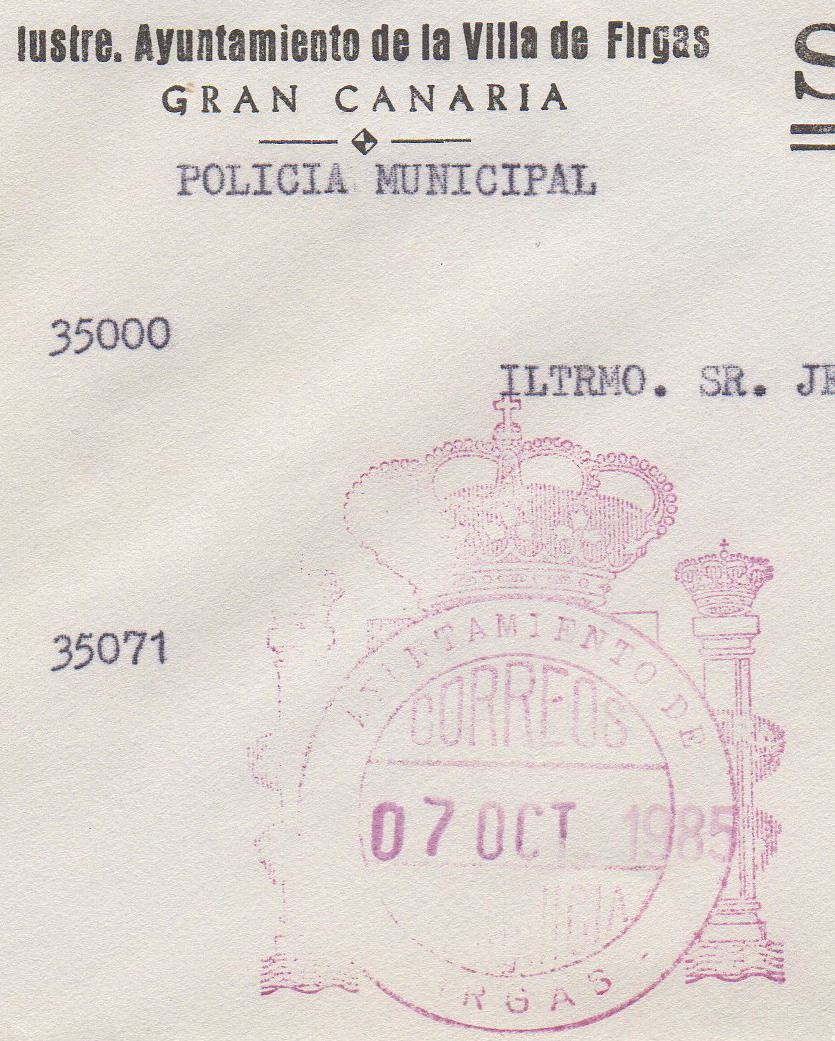 lustre. Ayuntamiento de la Villa de Firgas
GRAN CANARIA
POLICIA MUNICIPAL
35000
ILTRMO. SR. JE
35071
AYUNTAMIENTO DE
CORREOS
07 OCT 1985
RGAS